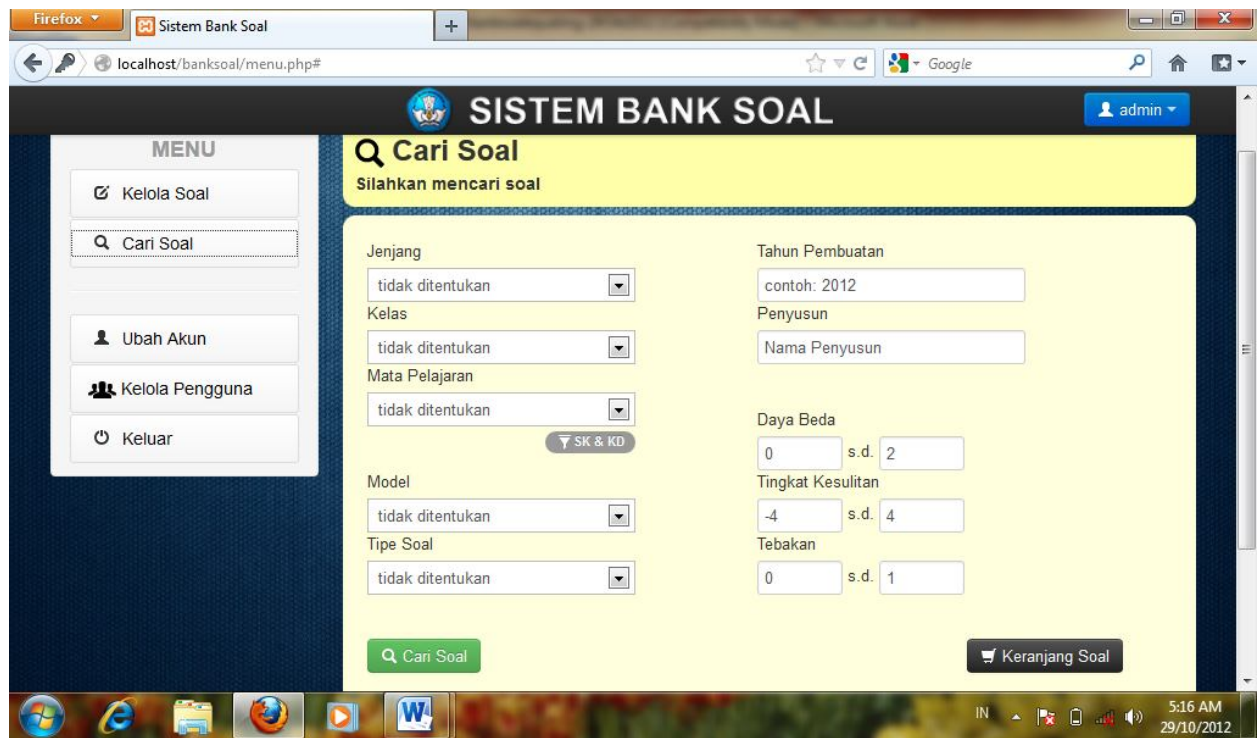 Firefox
Sistem Bank Soal
localhost/banksoal/menu.php#
Google
SISTEM BANK SOAL
admin
MENU
Kelola Soal
Cari Soal
Ubah Akun
Kelola Pengguna
Keluar
Cari Soal
Silahkan mencari soal
Jenjang
tidak ditentukan
Kelas
tidak ditentukan
Mata Pelajaran
tidak ditentukan
SK & KD
Model
tidak ditentukan
Tipe Soal
tidak ditentukan
Tahun Pembuatan
contoh: 2012
Penyusun
Nama Penyusun
Daya Beda
0 s.d. 2
Tingkat Kesulitan
-4 s.d. 4
Tebakan
0 s.d. 1
Cari Soal
Keranjang Soal
IN
5:16 AM
29/10/2012